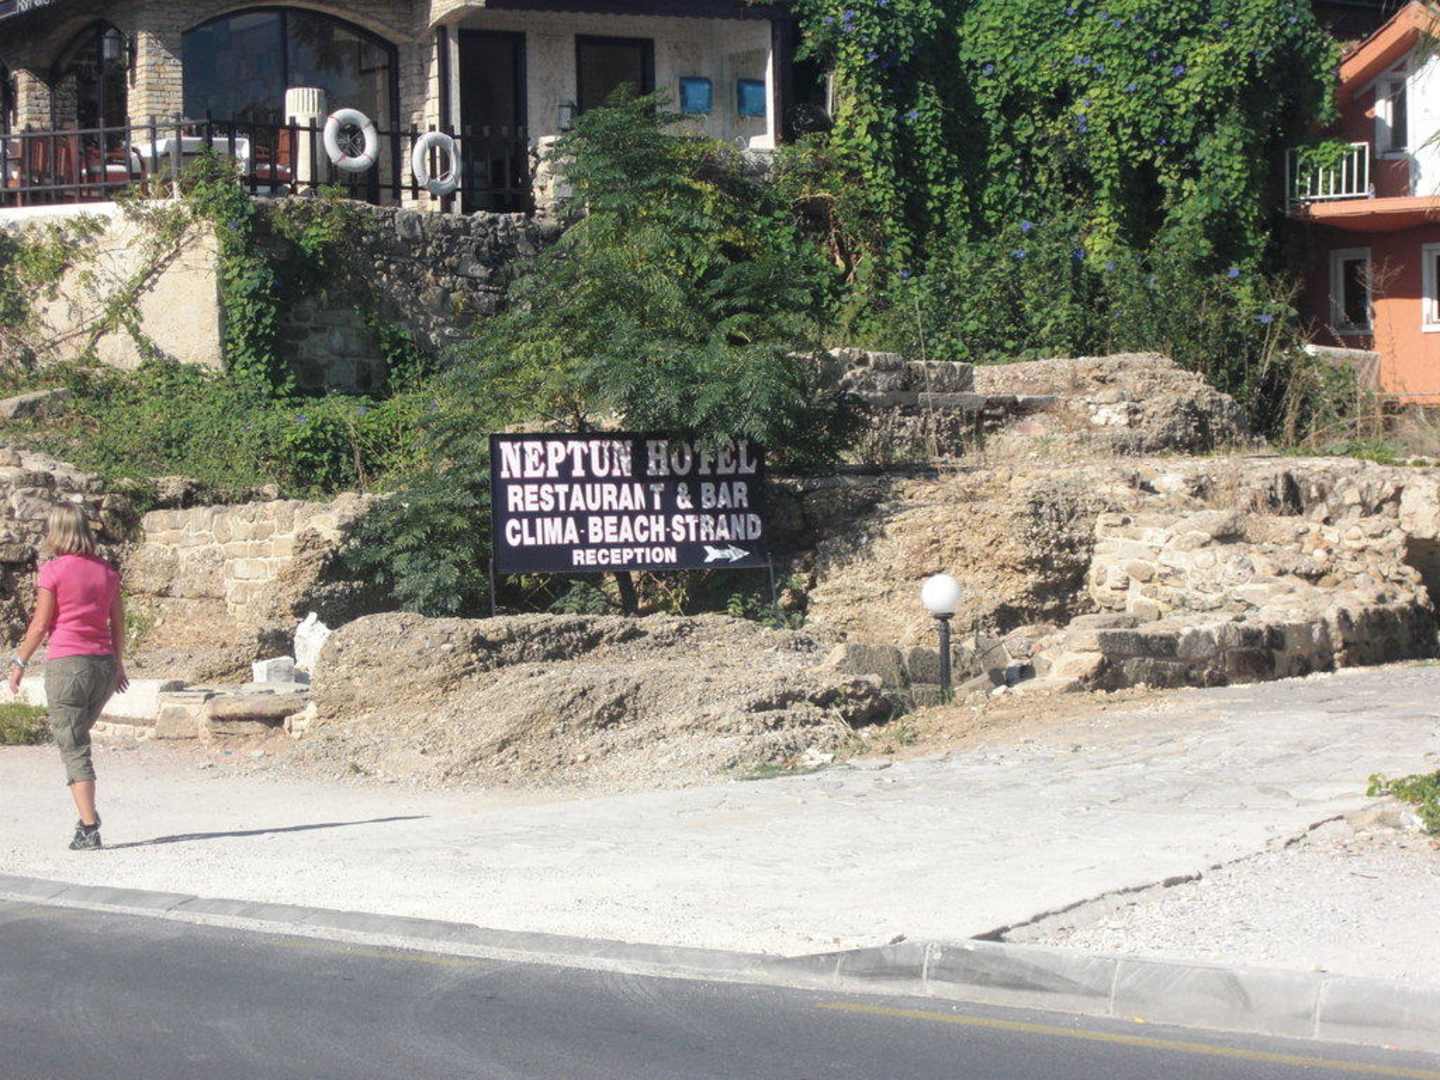 NEPTUN HOTEL
RESTAURANT & BAR
CLIMA-BEACH-STRAND
RECEPTION